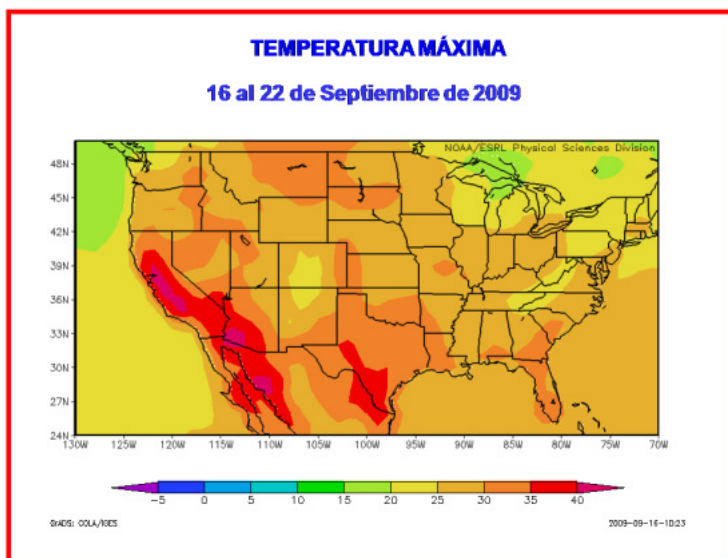 TEMPERATURA MÁXIMA
16 al 22 de Septiembre de 2009
NOAA/ESRL Physical Sciences Division
48N
45N
42N
39N
36N
33N
30N
27N
24N
130W 125W 120W 115W 110W 105W 100W 95W 90W 85W 80W 75W 70W
-5 0 5 10 15 20 25 30 35 40
GrADS: COLA/IGES 2009-09-16-10:23